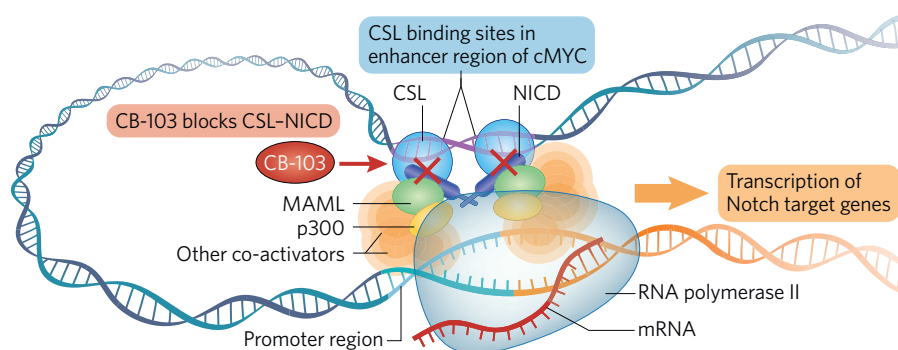 CSL binding sites in
enhancer region of cMYC
CSL
NICD
CB-103 blocks CSL–NICD
CB-103
MAML
p300
Other co-activators
Transcription of
Notch target genes
RNA polymerase II
mRNA
Promoter region